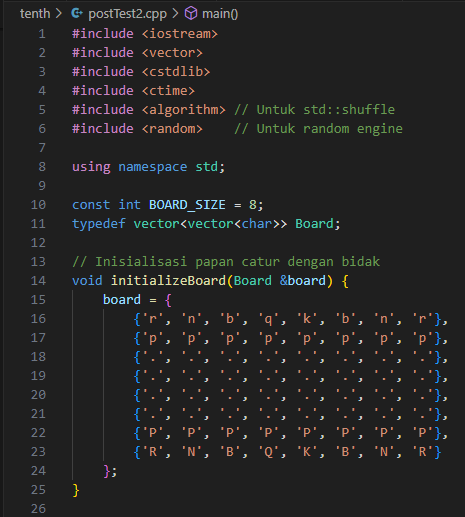 tenth > postTest2.cpp > main()
1 #include <iostream>
2 #include <vector>
3 #include <cstdlib>
4 #include <ctime>
5 #include <algorithm> // Untuk std::shuffle
6 #include <random>    // Untuk random engine
7
8 using namespace std;
9
10 const int BOARD_SIZE = 8;
11 typedef vector<vector<char>> Board;
12
13 // Inisialisasi papan catur dengan bidak
14 void initializeBoard(Board &board) {
15     board = {
16         {'r', 'n', 'b', 'q', 'k', 'b', 'n', 'r'},
17         {'p', 'p', 'p', 'p', 'p', 'p', 'p', 'p'},
18         {'.', '.', '.', '.', '.', '.', '.', '.'},
19         {'.', '.', '.', '.', '.', '.', '.', '.'},
20         {'.', '.', '.', '.', '.', '.', '.', '.'},
21         {'.', '.', '.', '.', '.', '.', '.', '.'},
22         {'P', 'P', 'P', 'P', 'P', 'P', 'P', 'P'},
23         {'R', 'N', 'B', 'Q', 'K', 'B', 'N', 'R'}
24     };
25 }
26